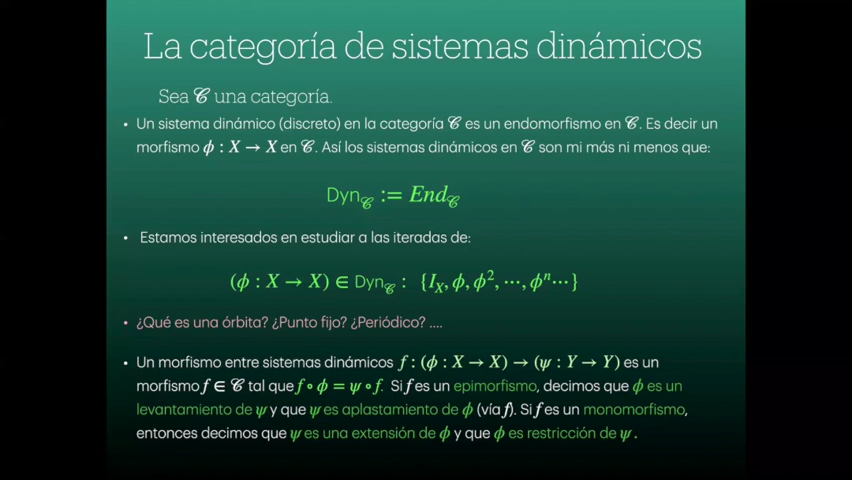 La categoría de sistemas dinámicos
Sea 𝒞 una categoría.
• Un sistema dinámico (discreto) en la categoría 𝒞 es un endomorfismo en 𝒞. Es decir un
morfismo ϕ : X → X en 𝒞. Así los sistemas dinámicos en 𝒞 son mi más ni menos que:
Dyn_𝒞 := End_𝒞
• Estamos interesados en estudiar a las iteradas de:
(ϕ : X → X) ∈ Dyn_𝒞 : {I_X, ϕ, ϕ², ⋯, ϕⁿ⋯}
• ¿Qué es una órbita? ¿Punto fijo? ¿Periódico? ....
• Un morfismo entre sistemas dinámicos f : (ϕ : X → X) → (ψ : Y → Y) es un
morfismo f ∈ 𝒞 tal que f ∘ ϕ = ψ ∘ f. Si f es un epimorfismo, decimos que ϕ es un
levantamiento de ψ y que ψ es aplastamiento de ϕ (vía f). Si f es un monomorfismo,
entonces decimos que ψ es una extensión de ϕ y que ϕ es restricción de ψ.